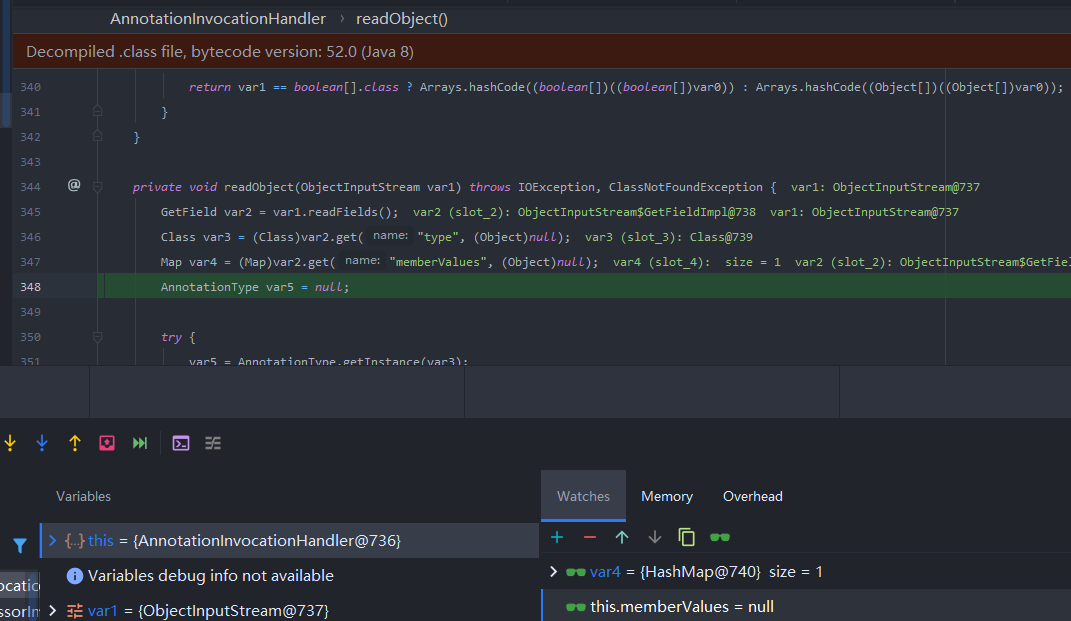 AnnotationInvocationHandler › readObject()
Decompiled .class file, bytecode version: 52.0 (Java 8)
340 return var1 == boolean[].class ? Arrays.hashCode((boolean[])((boolean[])var0)) : Arrays.hashCode((Object[])((Object[])var0));
341 }
342 }
343
344 @ private void readObject(ObjectInputStream var1) throws IOException, ClassNotFoundException { var1: ObjectInputStream@737
345 GetField var2 = var1.readFields(); var2 (slot_2): ObjectInputStream$GetFieldImpl@738 var1: ObjectInputStream@737
346 Class var3 = (Class)var2.get( name: "type", (Object)null); var3 (slot_3): Class@739
347 Map var4 = (Map)var2.get( name: "memberValues", (Object)null); var4 (slot_4): size = 1 var2 (slot_2): ObjectInputStream$GetFiel
348 AnnotationType var5 = null;
349
350 try {
351 var5 = AnnotationType.getInstance(var3);
Variables
Watches Memory Overhead
this = {AnnotationInvocationHandler@736}
Variables debug info not available
var1 = {ObjectInputStream@737}
var4 = {HashMap@740} size = 1
this.memberValues = null